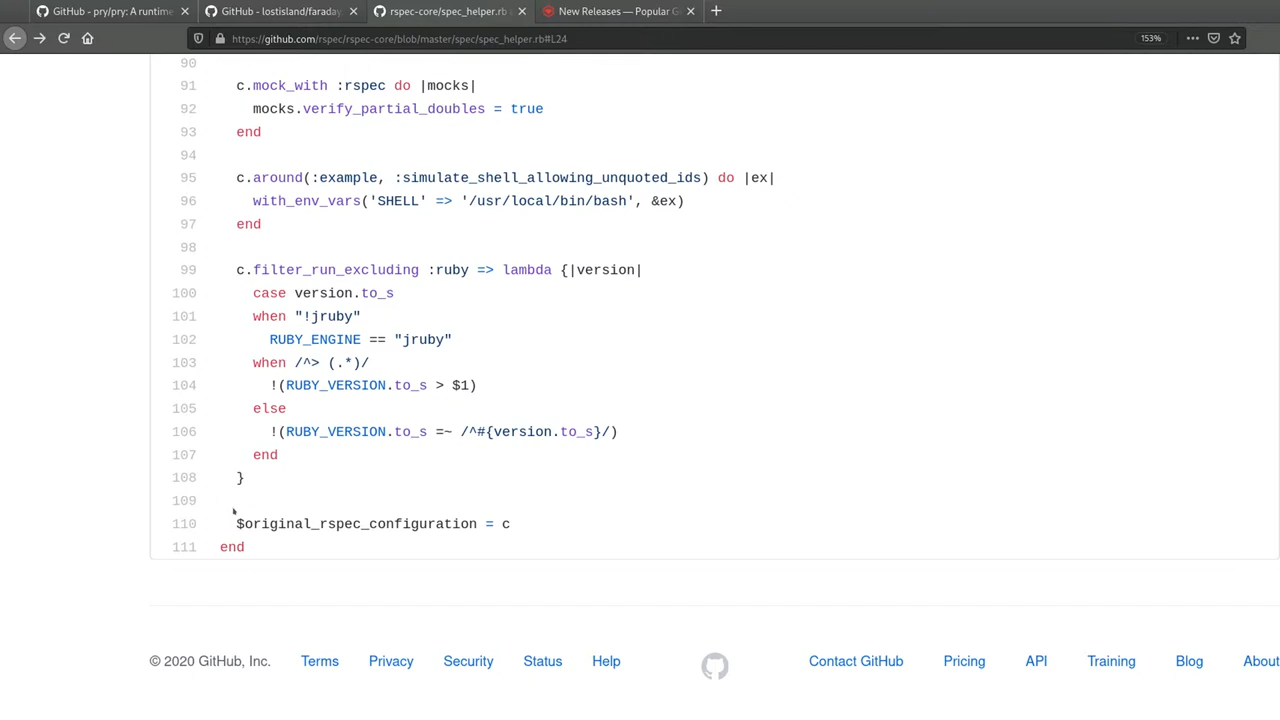 GitHub - pry/pry: A runtime
GitHub - lostisland/faraday
rspec-core/spec_helper.rb
New Releases — Popular G
https://github.com/rspec/rspec-core/blob/master/spec/spec_helper.rb#L24
153%
90
91 c.mock_with :rspec do |mocks|
92 mocks.verify_partial_doubles = true
93 end
94
95 c.around(:example, :simulate_shell_allowing_unquoted_ids) do |ex|
96 with_env_vars('SHELL' => '/usr/local/bin/bash', &ex)
97 end
98
99 c.filter_run_excluding :ruby => lambda {|version|
100 case version.to_s
101 when "!jruby"
102 RUBY_ENGINE == "jruby"
103 when /^> (.*)/
104 !(RUBY_VERSION.to_s > $1)
105 else
106 !(RUBY_VERSION.to_s =~ /^#{version.to_s}/)
107 end
108 }
109
110 $original_rspec_configuration = c
111 end
© 2020 GitHub, Inc. Terms Privacy Security Status Help Contact GitHub Pricing API Training Blog About